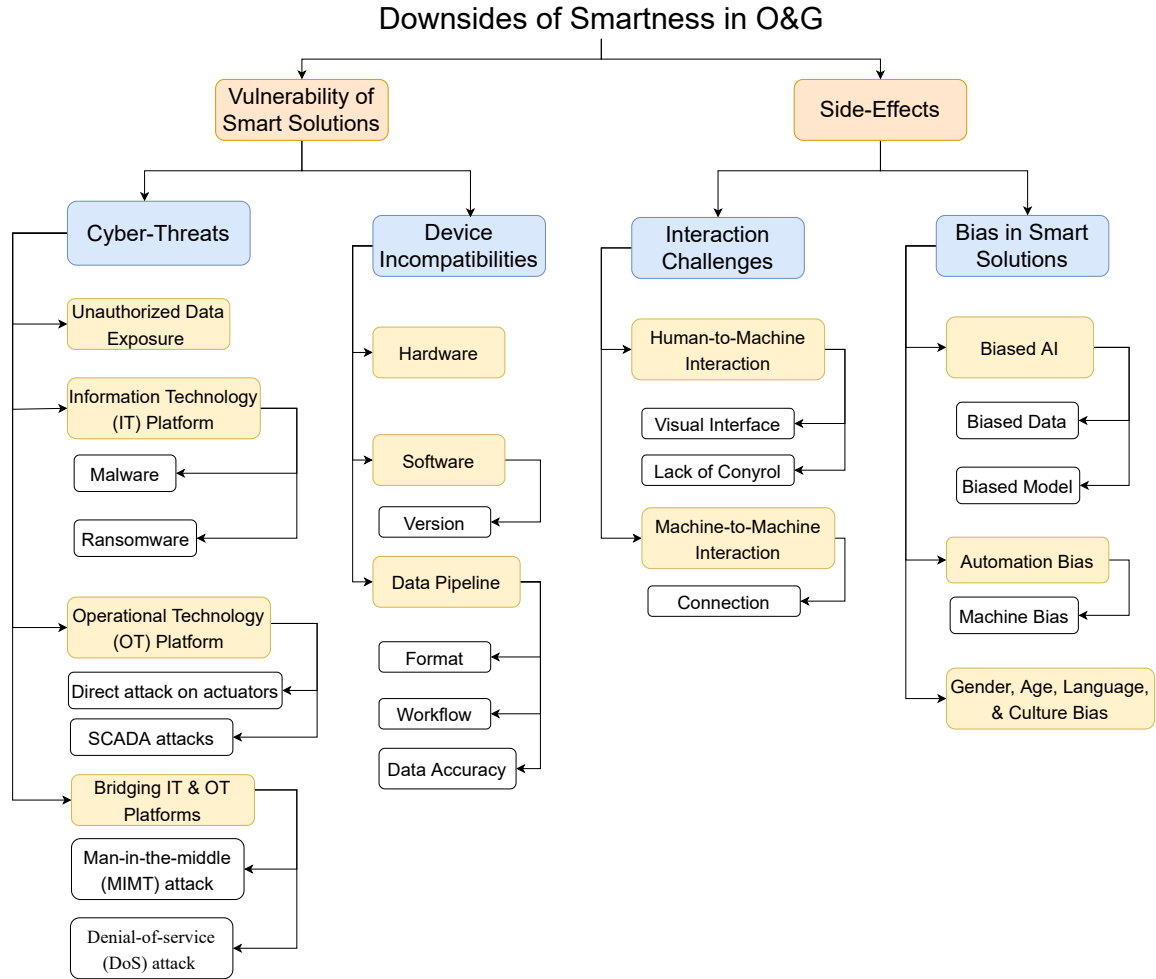 Downsides of Smartness in O&G
Vulnerability of
Smart Solutions
Side-Effects
Cyber-Threats
Device
Incompatibilities
Interaction
Challenges
Bias in Smart
Solutions
Unauthorized Data
Exposure
Information Technology
(IT) Platform
Malware
Ransomware
Operational Technology
(OT) Platform
Direct attack on actuators
SCADA attacks
Bridging IT & OT
Platforms
Man-in-the-middle
(MIMT) attack
Denial-of-service
(DoS) attack
Hardware
Software
Version
Data Pipeline
Format
Workflow
Data Accuracy
Human-to-Machine
Interaction
Visual Interface
Lack of Conyrol
Machine-to-Machine
Interaction
Connection
Biased AI
Biased Data
Biased Model
Automation Bias
Machine Bias
Gender, Age, Language,
& Culture Bias